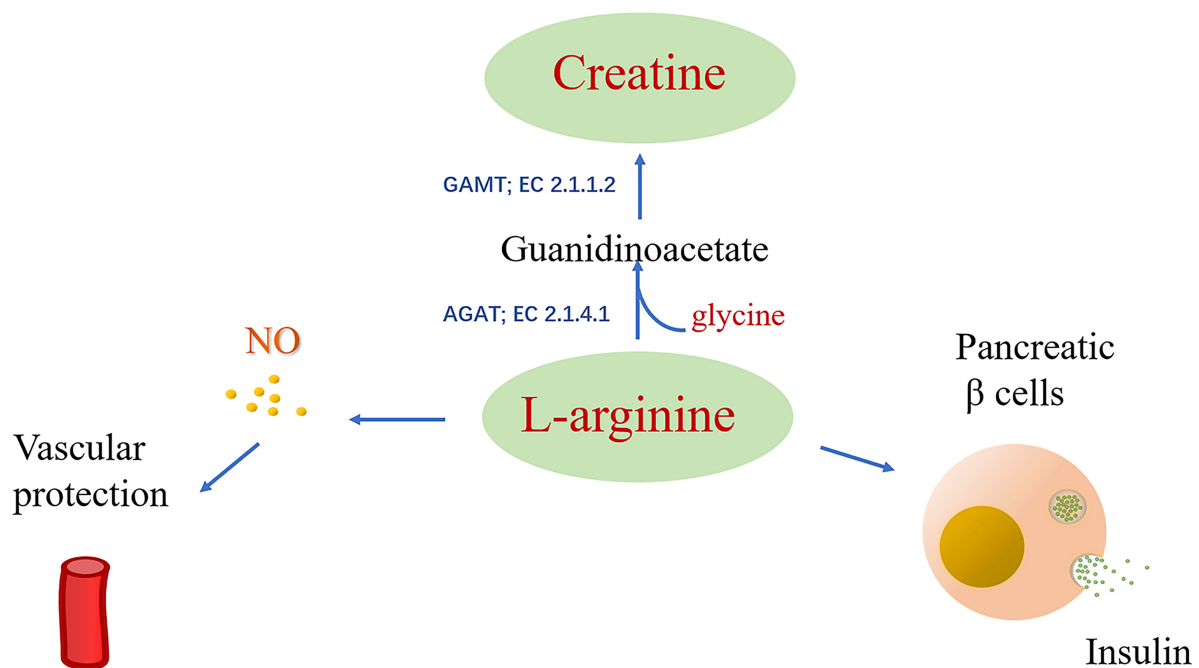 Creatine
GAMT; EC 2.1.1.2
Guanidinoacetate
AGAT; EC 2.1.4.1
glycine
NO
L-arginine
Pancreatic
β cells
Vascular
protection
Insulin